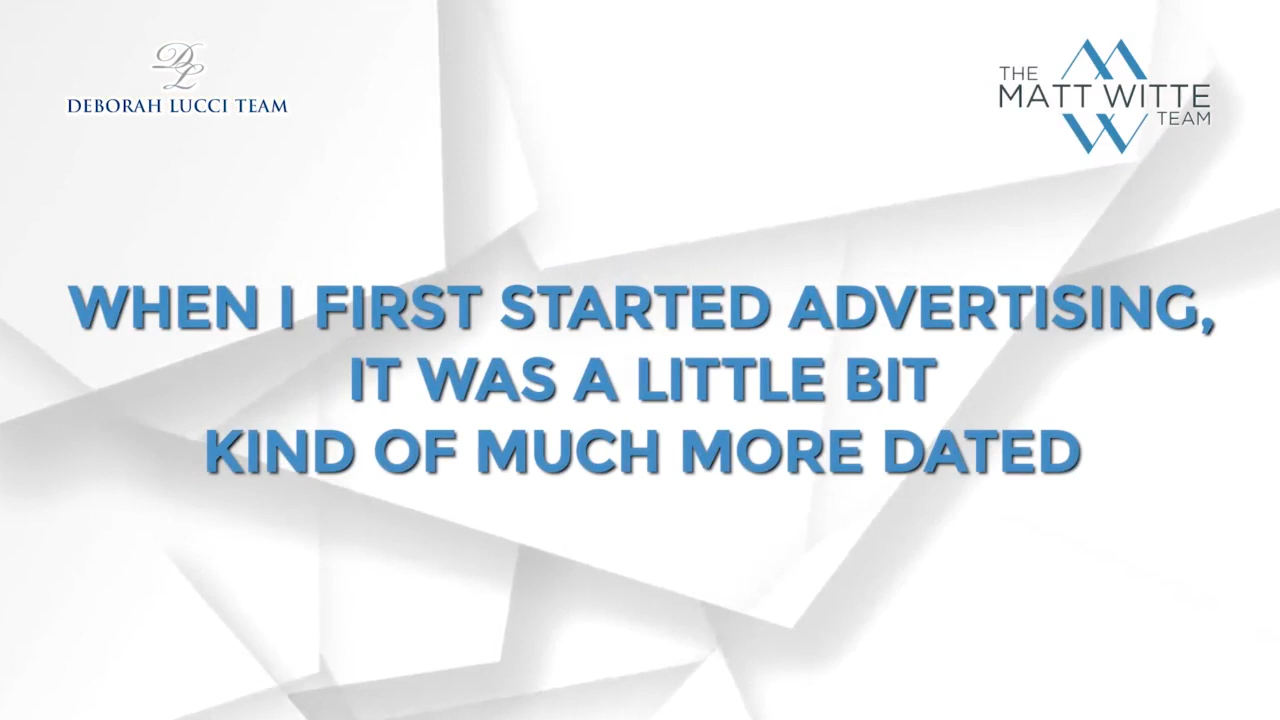 DL
DEBORAH LUCCI TEAM
THE
MATT WITTE
TEAM
WHEN I FIRST STARTED ADVERTISING,
IT WAS A LITTLE BIT
KIND OF MUCH MORE DATED